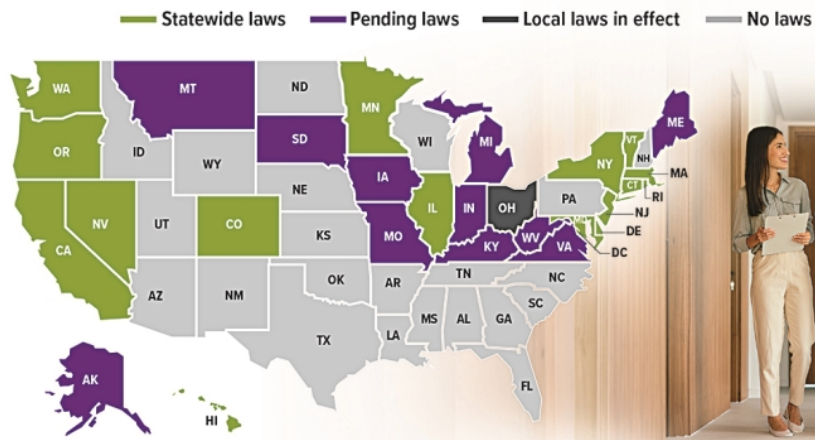 Statewide laws Pending laws Local laws in effect No laws
WA MT ND MN ME
OR ID SD WI MI VT NH
WY NY MA
IA CT RI
NV NE PA NJ
CA UT CO IL IN OH MD DE
KS MO WV VA DC
KY
AZ NM OK AR TN NC
SC
TX LA MS AL GA
FL
AK
HI